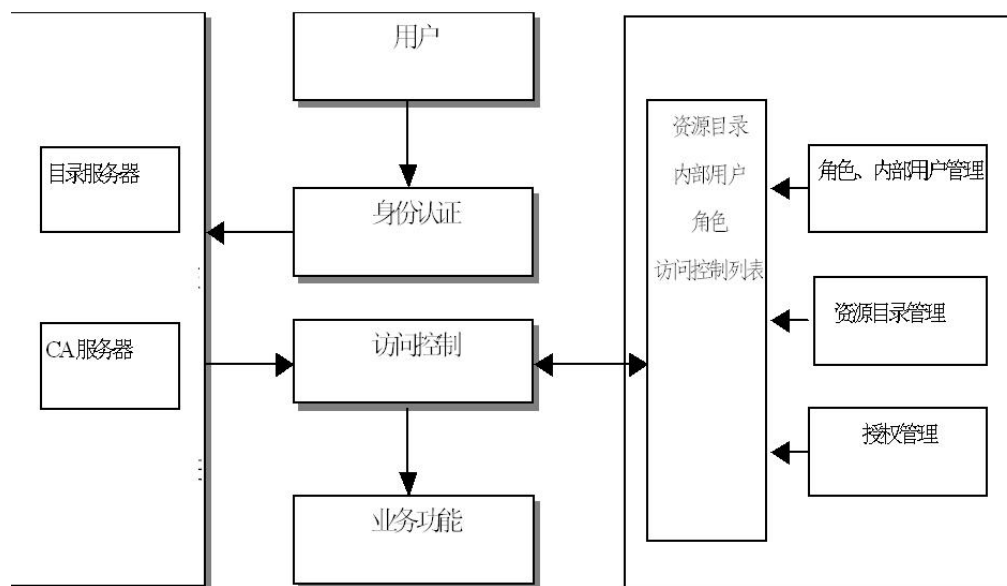 用户
目录服务器
身份认证
CA服务器
访问控制
业务功能
资源目录
内部用户
角色
访问控制列表
角色、内部用户管理
资源目录管理
授权管理